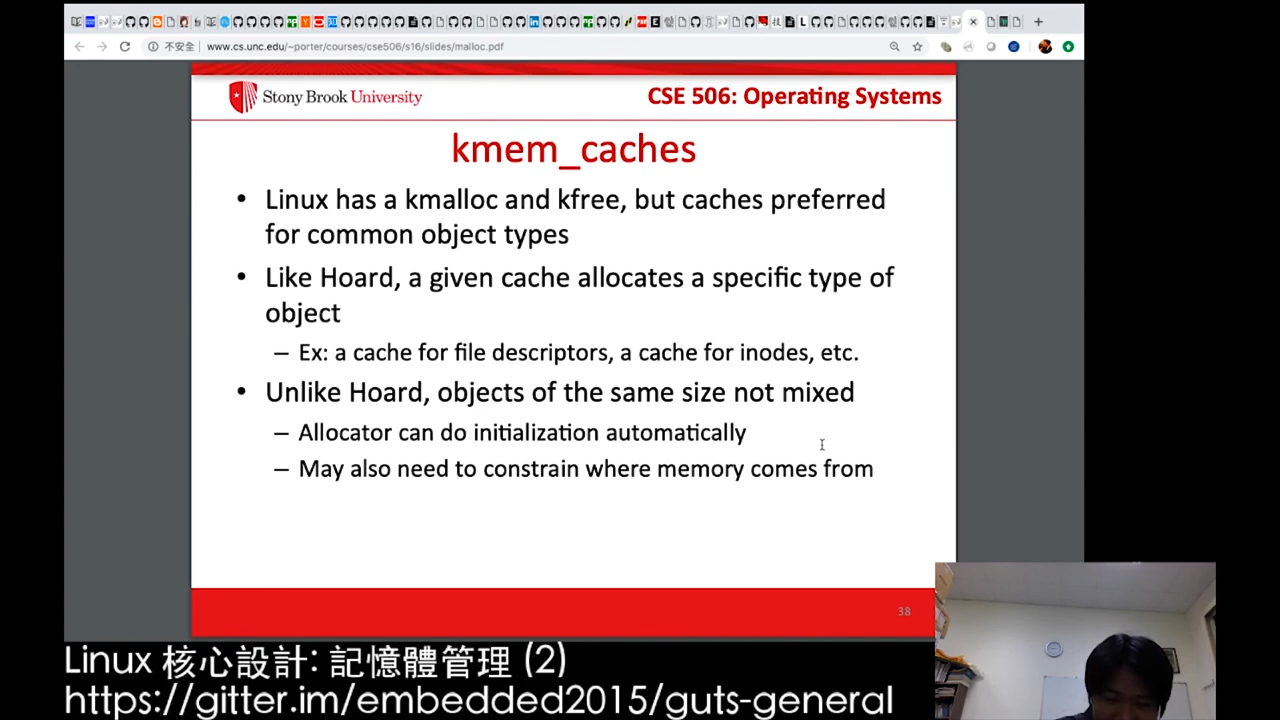 不安全
www.cs.unc.edu/~porter/courses/cse506/s16/slides/malloc.pdf
Stony Brook University
CSE 506: Operating Systems
kmem_caches
• Linux has a kmalloc and kfree, but caches preferred
for common object types
• Like Hoard, a given cache allocates a specific type of
object
– Ex: a cache for file descriptors, a cache for inodes, etc.
• Unlike Hoard, objects of the same size not mixed
– Allocator can do initialization automatically
– May also need to constrain where memory comes from
38
Linux 核心設計: 記憶體管理 (2)
https://gitter.im/embedded2015/guts-general